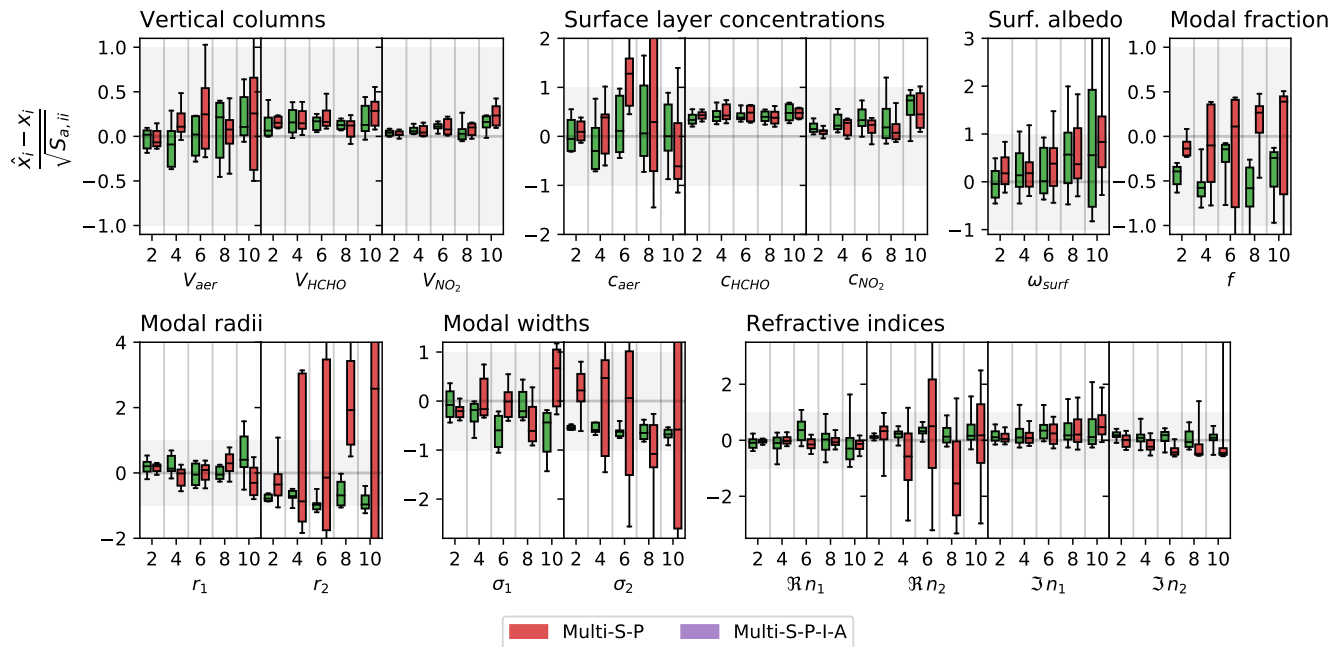 Vertical columns Surface layer concentrations Surf. albedo Modal fraction
x̂ᵢ − xᵢ
√Sₐ,ᵢᵢ
1.0
0.5
0.0
−0.5
−1.0
2 4 6 8 10 2 4 6 8 10 2 4 6 8 10
V_aer V_HCHO V_NO₂
2
1
0
−1
−2
2 4 6 8 10 2 4 6 8 10 2 4 6 8 10
c_aer c_HCHO c_NO₂
3
2
1
0
−1
2 4 6 8 10
ω_surf
1.0
0.5
0.0
−0.5
−1.0
2 4 6 8 10
f
Modal radii Modal widths Refractive indices
4
2
0
−2
2 4 6 8 10 2 4 6 8 10
r₁ r₂
1
0
−1
−2
2 4 6 8 10 2 4 6 8 10
σ₁ σ₂
2
0
−2
2 4 6 8 10 2 4 6 8 10 2 4 6 8 10 2 4 6 8 10
ℜ n₁ ℜ n₂ ℑ n₁ ℑ n₂
Multi-S-P Multi-S-P-I-A